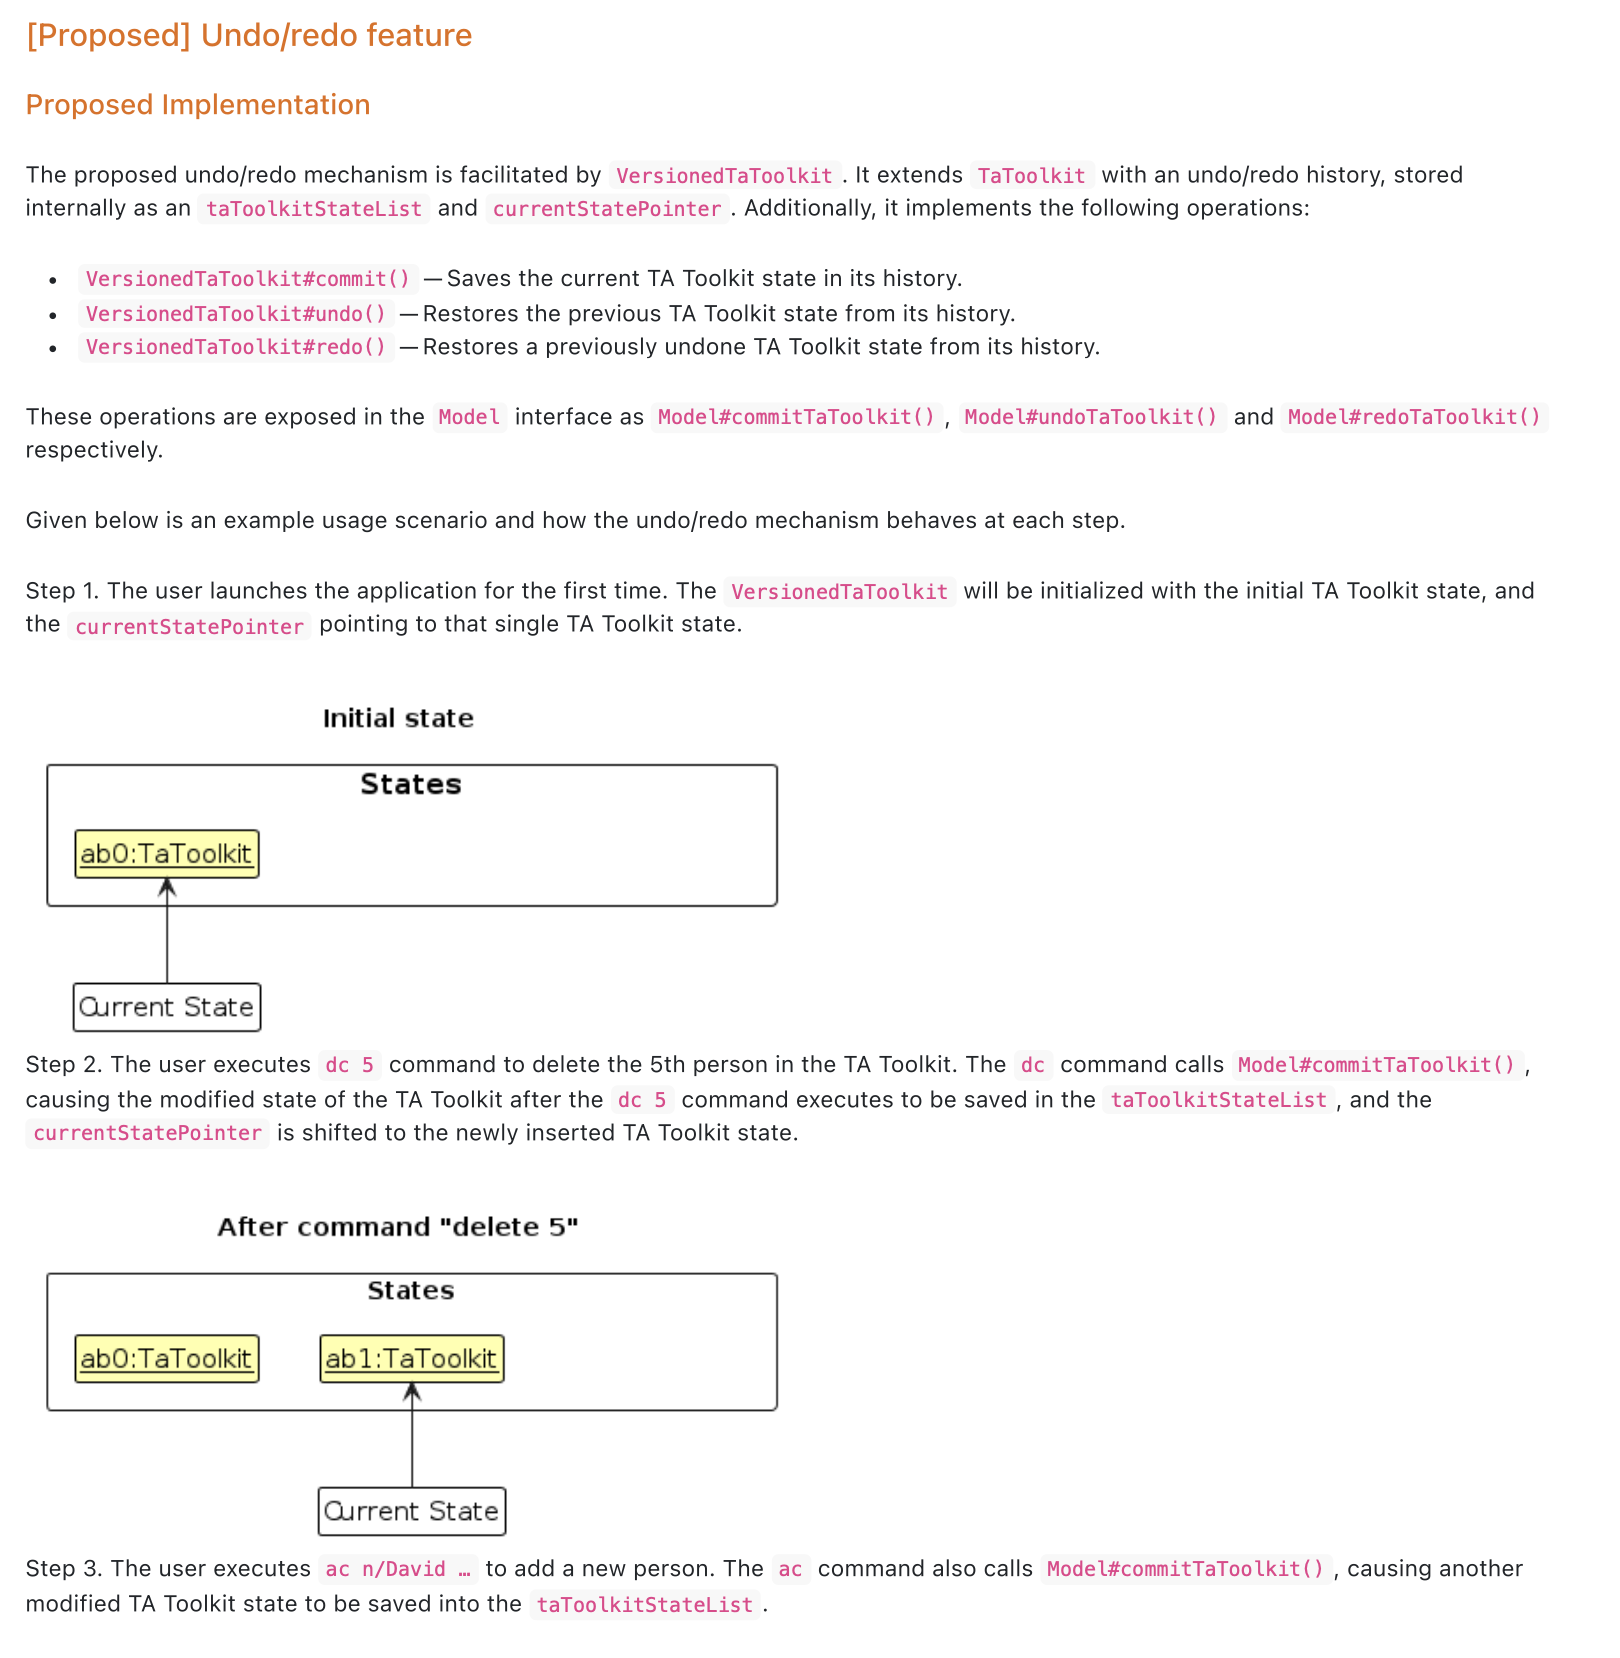 [Proposed] Undo/redo feature
Proposed Implementation
The proposed undo/redo mechanism is facilitated by VersionedTaToolkit . It extends TaToolkit with an undo/redo history, stored
internally as an taToolkitStateList and currentStatePointer . Additionally, it implements the following operations:
• VersionedTaToolkit#commit() — Saves the current TA Toolkit state in its history.
• VersionedTaToolkit#undo() — Restores the previous TA Toolkit state from its history.
• VersionedTaToolkit#redo() — Restores a previously undone TA Toolkit state from its history.
These operations are exposed in the Model interface as Model#commitTaToolkit() , Model#undoTaToolkit() and Model#redoTaToolkit()
respectively.
Given below is an example usage scenario and how the undo/redo mechanism behaves at each step.
Step 1. The user launches the application for the first time. The VersionedTaToolkit will be initialized with the initial TA Toolkit state, and
the currentStatePointer pointing to that single TA Toolkit state.
Initial state
States
ab0:TaToolkit
Current State
Step 2. The user executes dc 5 command to delete the 5th person in the TA Toolkit. The dc command calls Model#commitTaToolkit() ,
causing the modified state of the TA Toolkit after the dc 5 command executes to be saved in the taToolkitStateList , and the
currentStatePointer is shifted to the newly inserted TA Toolkit state.
After command "delete 5"
States
ab0:TaToolkit ab1:TaToolkit
Current State
Step 3. The user executes ac n/David … to add a new person. The ac command also calls Model#commitTaToolkit() , causing another
modified TA Toolkit state to be saved into the taToolkitStateList .